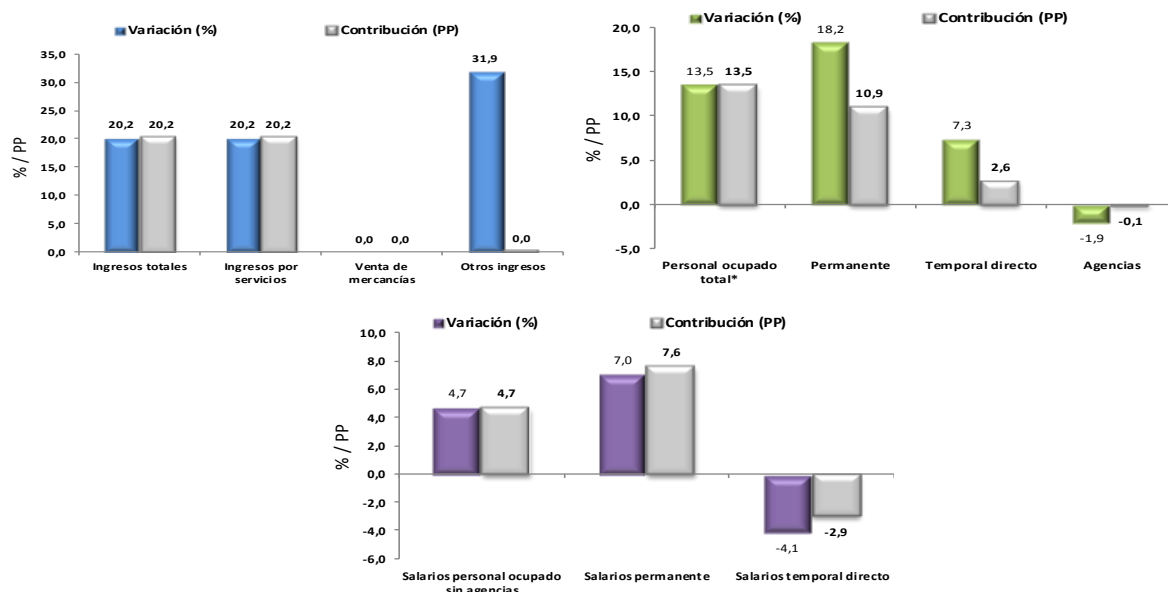 Variación (%) Contribución (PP)
35,0
30,0
25,0
20,0
15,0
10,0
5,0
0,0
% / PP
20,2 20,2 20,2 20,2 0,0 0,0 31,9 0,0
Ingresos totales Ingresos por servicios Venta de mercancías Otros ingresos
Variación (%) Contribución (PP)
20,0
15,0
10,0
5,0
0,0
-5,0
% / PP
13,5 13,5 18,2 10,9 7,3 2,6 -1,9 -0,1
Personal ocupado total* Permanente Temporal directo Agencias
Variación (%) Contribución (PP)
10,0
8,0
6,0
4,0
2,0
0,0
-2,0
-4,0
-6,0
% / PP
4,7 4,7 7,0 7,6 -4,1 -2,9
Salarios personal ocupado sin agencias Salarios permanente Salarios temporal directo